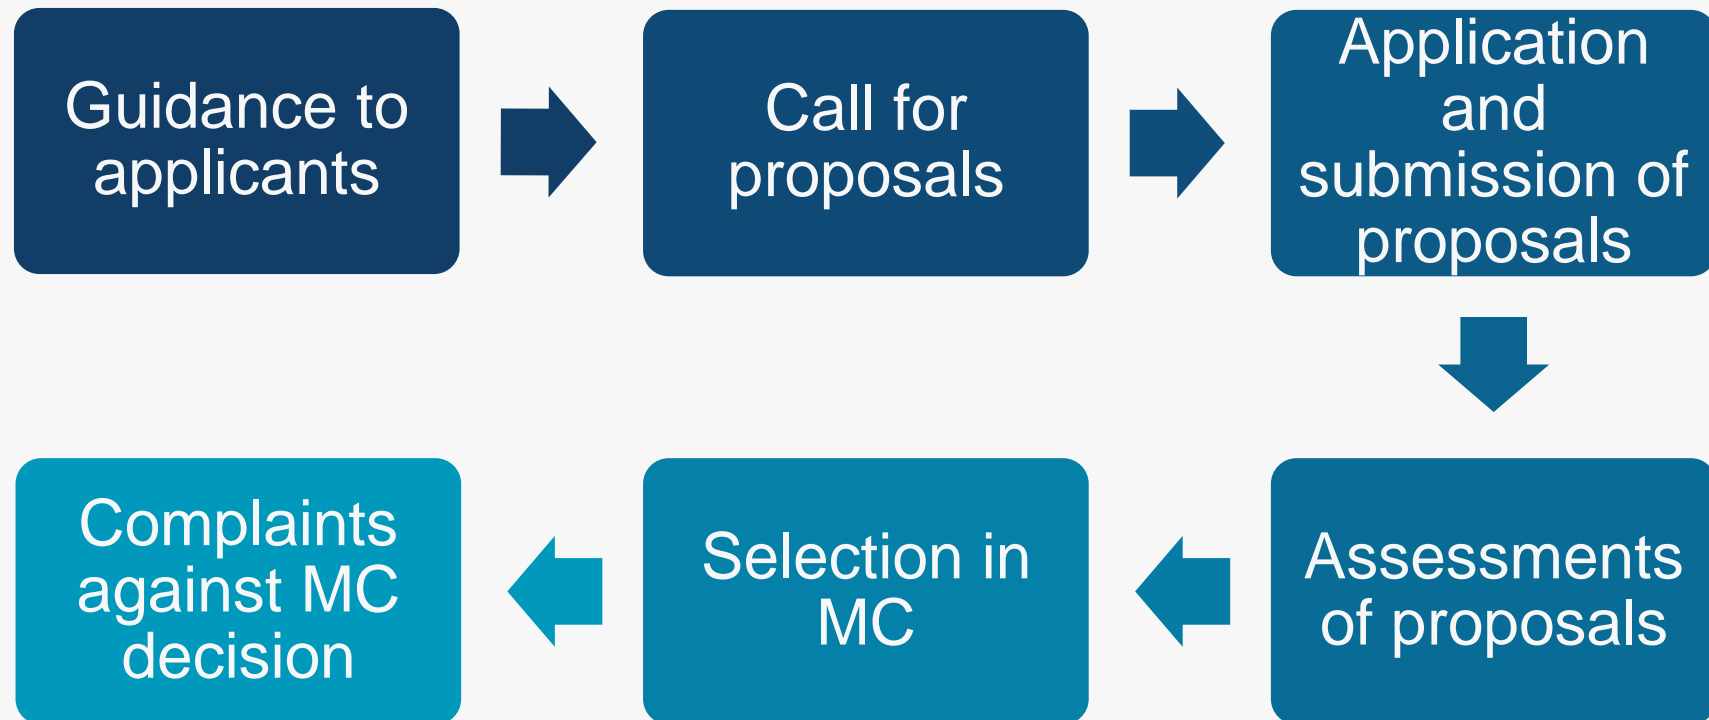 Guidance to
applicants
Call for
proposals
Application
and
submission of
proposals
Assessments
of proposals
Selection in
MC
Complaints
against MC
decision